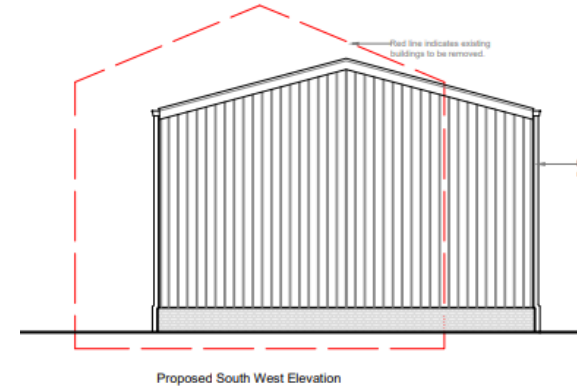 Red line indicates existing
buildings to be removed.
Proposed South West Elevation